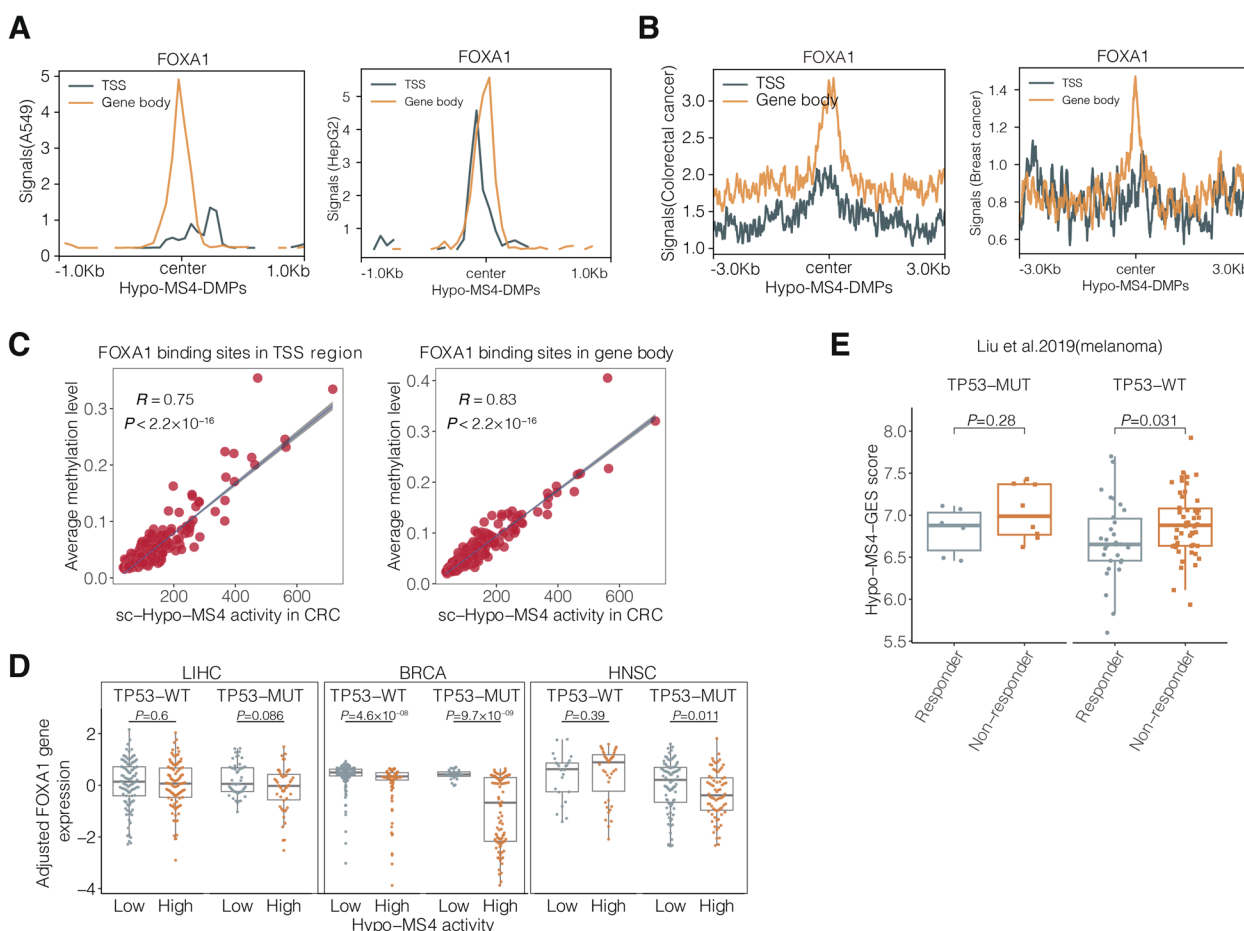 A
FOXA1
TSS
Gene body
Signals(A549)
5
4
3
2
1
0
-1.0Kb
center
1.0Kb
Hypo-MS4-DMPs
FOXA1
TSS
Gene body
Signals (HepG2)
5
4
3
2
1
-1.0Kb
center
1.0Kb
Hypo-MS4-DMPs
B
FOXA1
TSS
Gene body
Signals(Colorectal cancer)
3.0
2.5
2.0
1.5
1.0
-3.0Kb
center
3.0Kb
Hypo-MS4-DMPs
FOXA1
TSS
Gene body
Signals (Breast cancer)
1.4
1.2
1.0
0.8
0.6
-3.0Kb
center
3.0Kb
Hypo-MS4-DMPs
C
FOXA1 binding sites in TSS region
R = 0.75
P < 2.2×10⁻¹⁶
Average methylation level
0.3
0.2
0.1
0.0
200
400
600
sc–Hypo–MS4 activity in CRC
FOXA1 binding sites in gene body
R = 0.83
P < 2.2×10⁻¹⁶
Average methylation level
0.4
0.3
0.2
0.1
0.0
200
400
600
sc–Hypo–MS4 activity in CRC
D
LIHC
BRCA
HNSC
TP53–WT
TP53–MUT
TP53–WT
TP53–MUT
TP53–WT
TP53–MUT
P=0.6
P=0.086
P=4.6×10⁻⁰⁸
P=9.7×10⁻⁰⁹
P=0.39
P=0.011
Adjusted FOXA1 gene
expression
2
0
−2
−4
Low
High
Low
High
Low
High
Low
High
Low
High
Low
High
Hypo–MS4 activity
E
Liu et al.2019(melanoma)
TP53–MUT
TP53–WT
P=0.28
P=0.031
Hypo–MS4–GES score
8.0
7.5
7.0
6.5
6.0
5.5
Responder
Non–responder
Responder
Non–responder